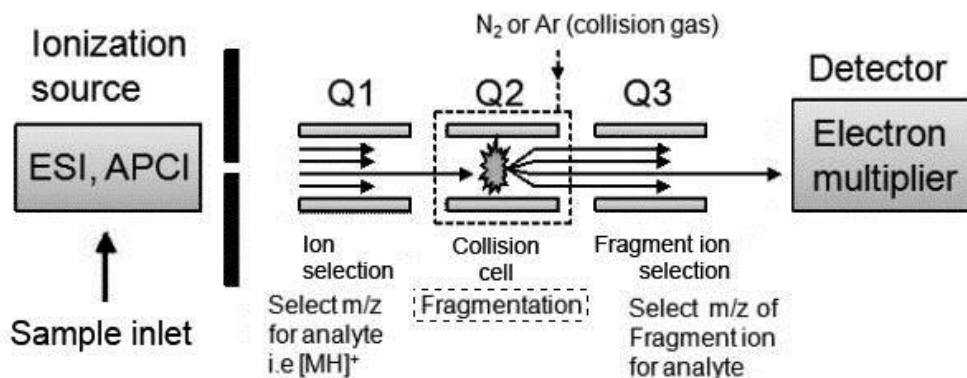 N₂ or Ar (collision gas)
Ionization
source
Q1
Q2
Q3
Detector
ESI, APCI
Electron
multiplier
Ion
selection
Collision
cell
Fragment ion
selection
Sample inlet
Select m/z
for analyte
i.e [MH]⁺
Fragmentation
Select m/z of
Fragment ion
for analyte